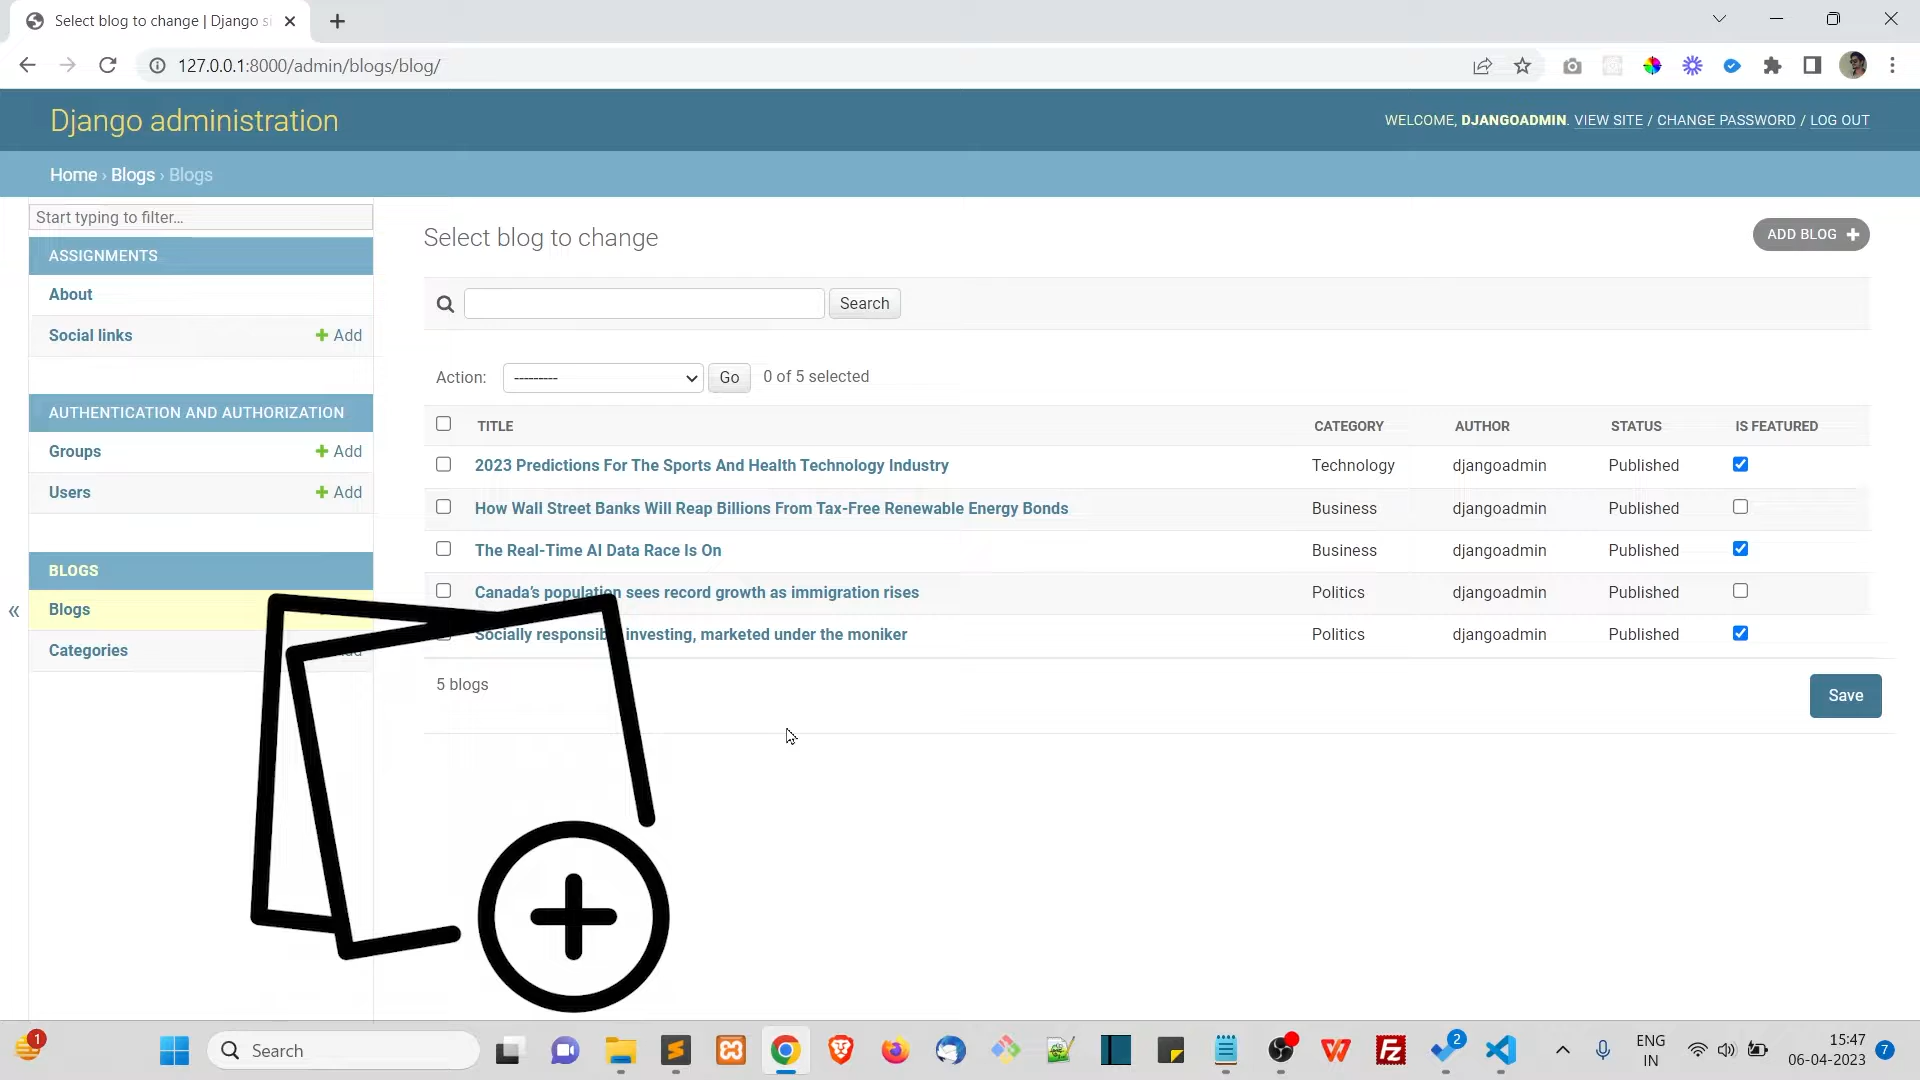 Select blog to change | Django si
127.0.0.1:8000/admin/blogs/blog/
Django administration
WELCOME, DJANGOADMIN. VIEW SITE / CHANGE PASSWORD / LOG OUT
Home › Blogs › Blogs
Start typing to filter...
ASSIGNMENTS
About
Social links + Add
AUTHENTICATION AND AUTHORIZATION
Groups + Add
Users + Add
BLOGS
Blogs
Categories
«
Select blog to change
ADD BLOG +
Search
Action: --------- Go 0 of 5 selected
TITLE CATEGORY AUTHOR STATUS IS FEATURED
2023 Predictions For The Sports And Health Technology Industry Technology djangoadmin Published
How Wall Street Banks Will Reap Billions From Tax-Free Renewable Energy Bonds Business djangoadmin Published
The Real-Time AI Data Race Is On Business djangoadmin Published
Canada's population sees record growth as immigration rises Politics djangoadmin Published
Socially responsible investing, marketed under the moniker Politics djangoadmin Published
5 blogs
Save
1
Search
2
ENG
IN
15:47
06-04-2023
7